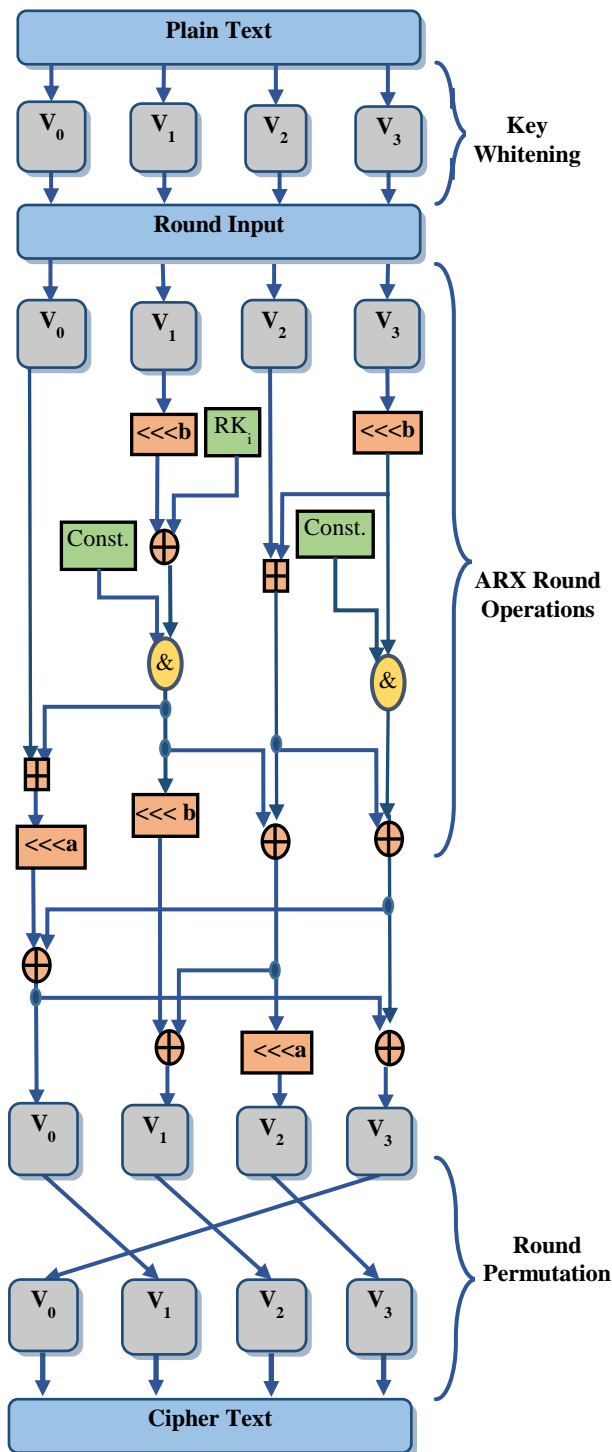 Plain Text
V0 V1 V2 V3
Key
Whitening
Round Input
V0 V1 V2 V3
<<<b RKi <<<b
Const. Const.
ARX Round
Operations
& &
<<<a <<< b
<<<a
V0 V1 V2 V3
Round
Permutation
V0 V1 V2 V3
Cipher Text